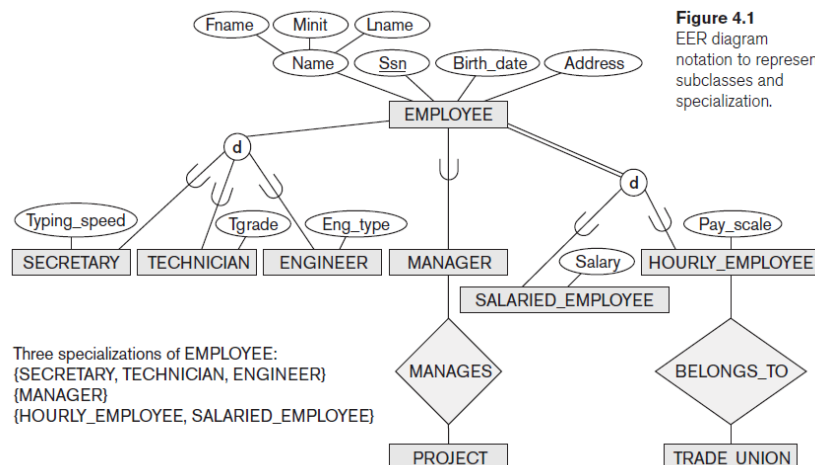 Fname Minit Lname
Name Ssn Birth_date Address
Figure 4.1
EER diagram
notation to represen
subclasses and
specialization.
EMPLOYEE
d
d
Typing_speed Tgrade Eng_type Pay_scale
SECRETARY TECHNICIAN ENGINEER MANAGER Salary HOURLY_EMPLOYEE
SALARIED_EMPLOYEE
Three specializations of EMPLOYEE:
{SECRETARY, TECHNICIAN, ENGINEER}
{MANAGER}
{HOURLY_EMPLOYEE, SALARIED_EMPLOYEE}
MANAGES BELONGS_TO
PROJECT TRADE_UNION